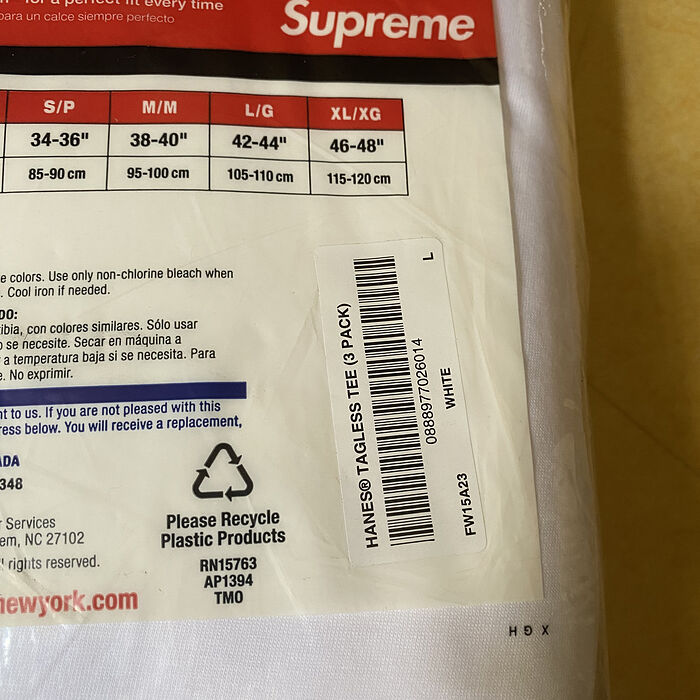 for a perfect fit every time
para un calce siempre perfecto
Supreme
S/P M/M L/G XL/XG
34-36" 38-40" 42-44" 46-48"
85-90 cm 95-100 cm 105-110 cm 115-120 cm
e colors. Use only non-chlorine bleach when
. Cool iron if needed.
DO:
ibia, con colores similares. Sólo usar
o se necesite. Secar en máquina a
a temperatura baja si se necesita. Para
e. No exprimir.
nt to us. If you are not pleased with this
ress below. You will receive a replacement,
ADA
348
r Services
em, NC 27102
l rights reserved.
newyork.com
Please Recycle
Plastic Products
RN15763
AP1394
TMO
HANES® TAGLESS TEE (3 PACK)
0888977026014
WHITE
L
FW15A23
X G H